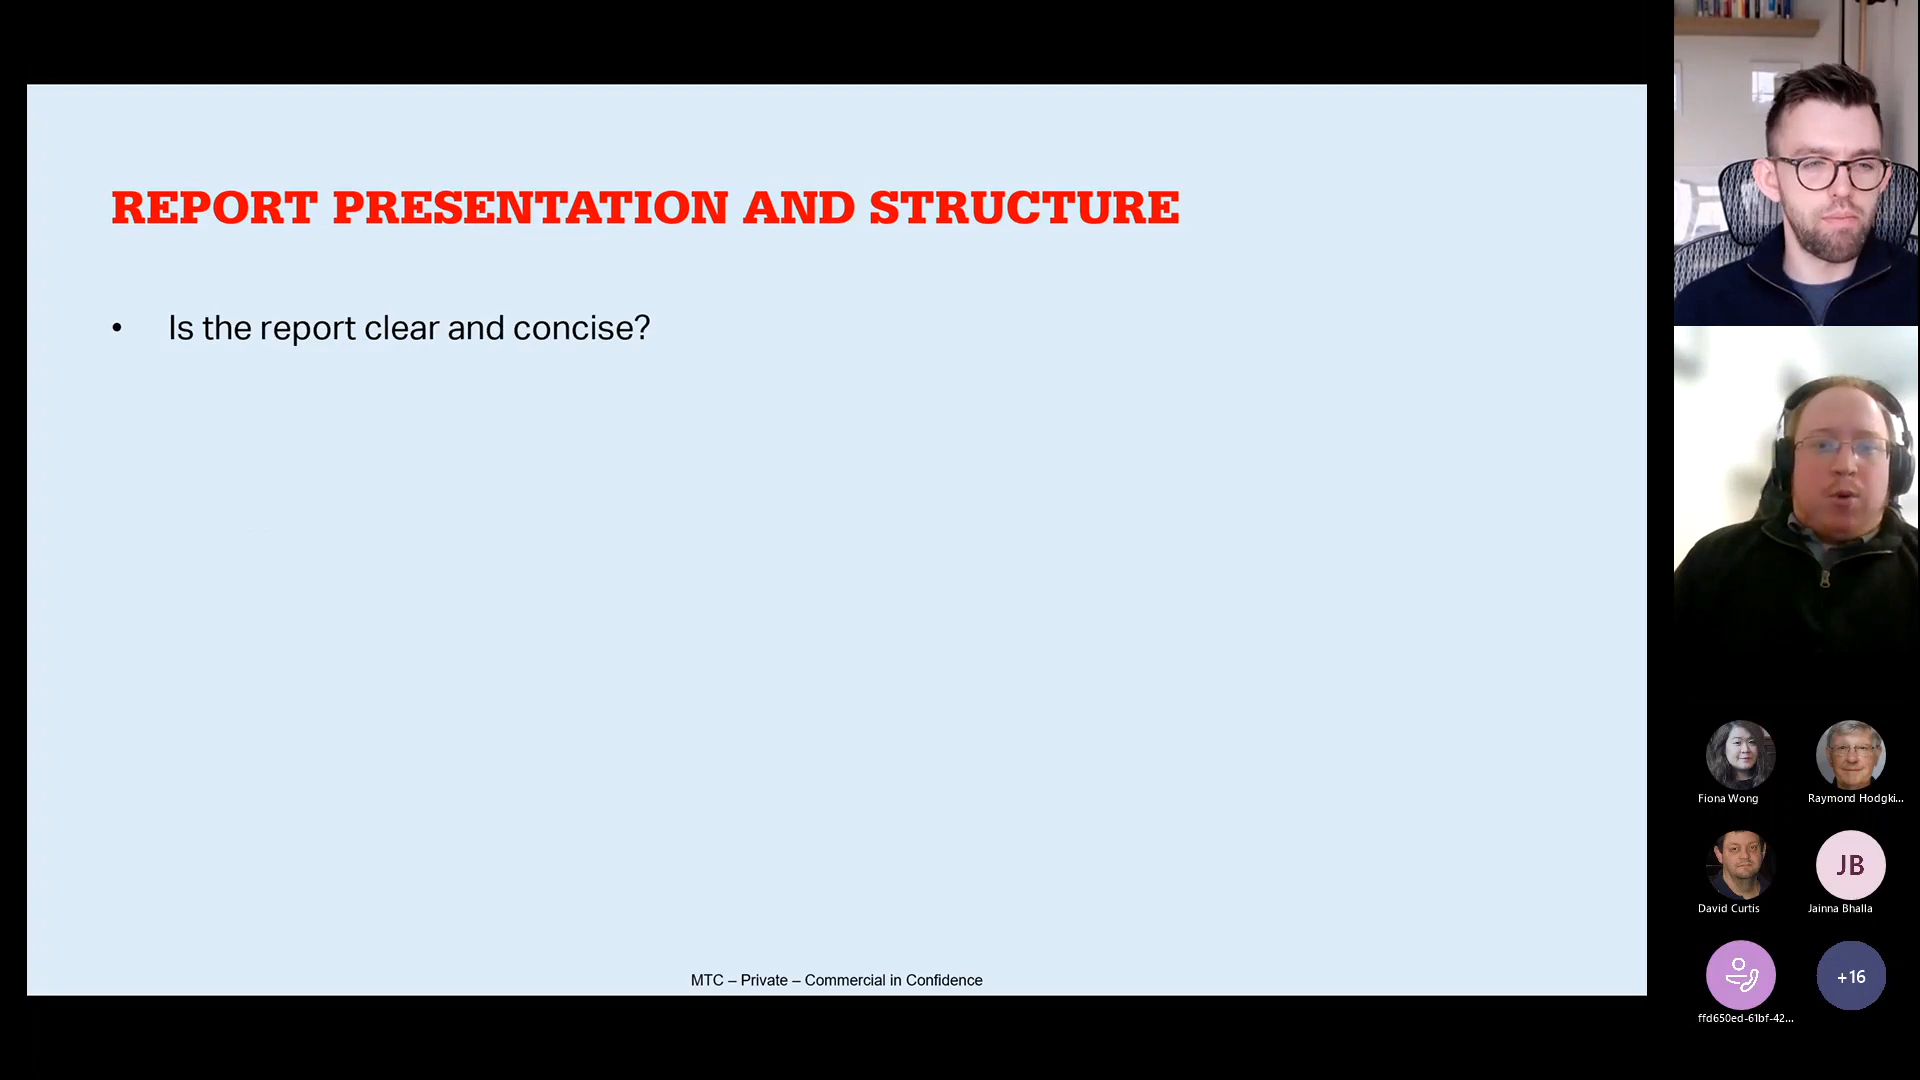 REPORT PRESENTATION AND STRUCTURE
• Is the report clear and concise?
MTC – Private – Commercial in Confidence
Fiona Wong
Raymond Hodgki...
David Curtis
JB
Jainna Bhalla
ffd650ed-61bf-42...
+16